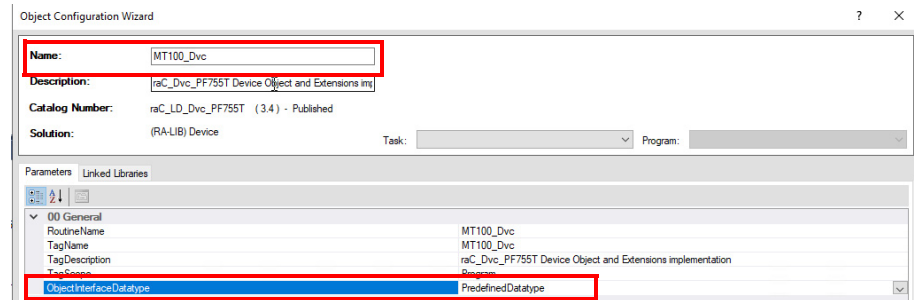 Object Configuration Wizard
? X
Name: MT100_Dvc
Description: raC_Dvc_PF755T Device Object and Extensions imp
Catalog Number: raC_LD_Dvc_PF755T (3.4) - Published
Solution: (RA-LIB) Device Task: Program:
Parameters Linked Libraries
00 General
RoutineName MT100_Dvc
TagName MT100_Dvc
TagDescription raC_Dvc_PF755T Device Object and Extensions implementation
TagScope Program
ObjectInterfaceDatatype PredefinedDatatype